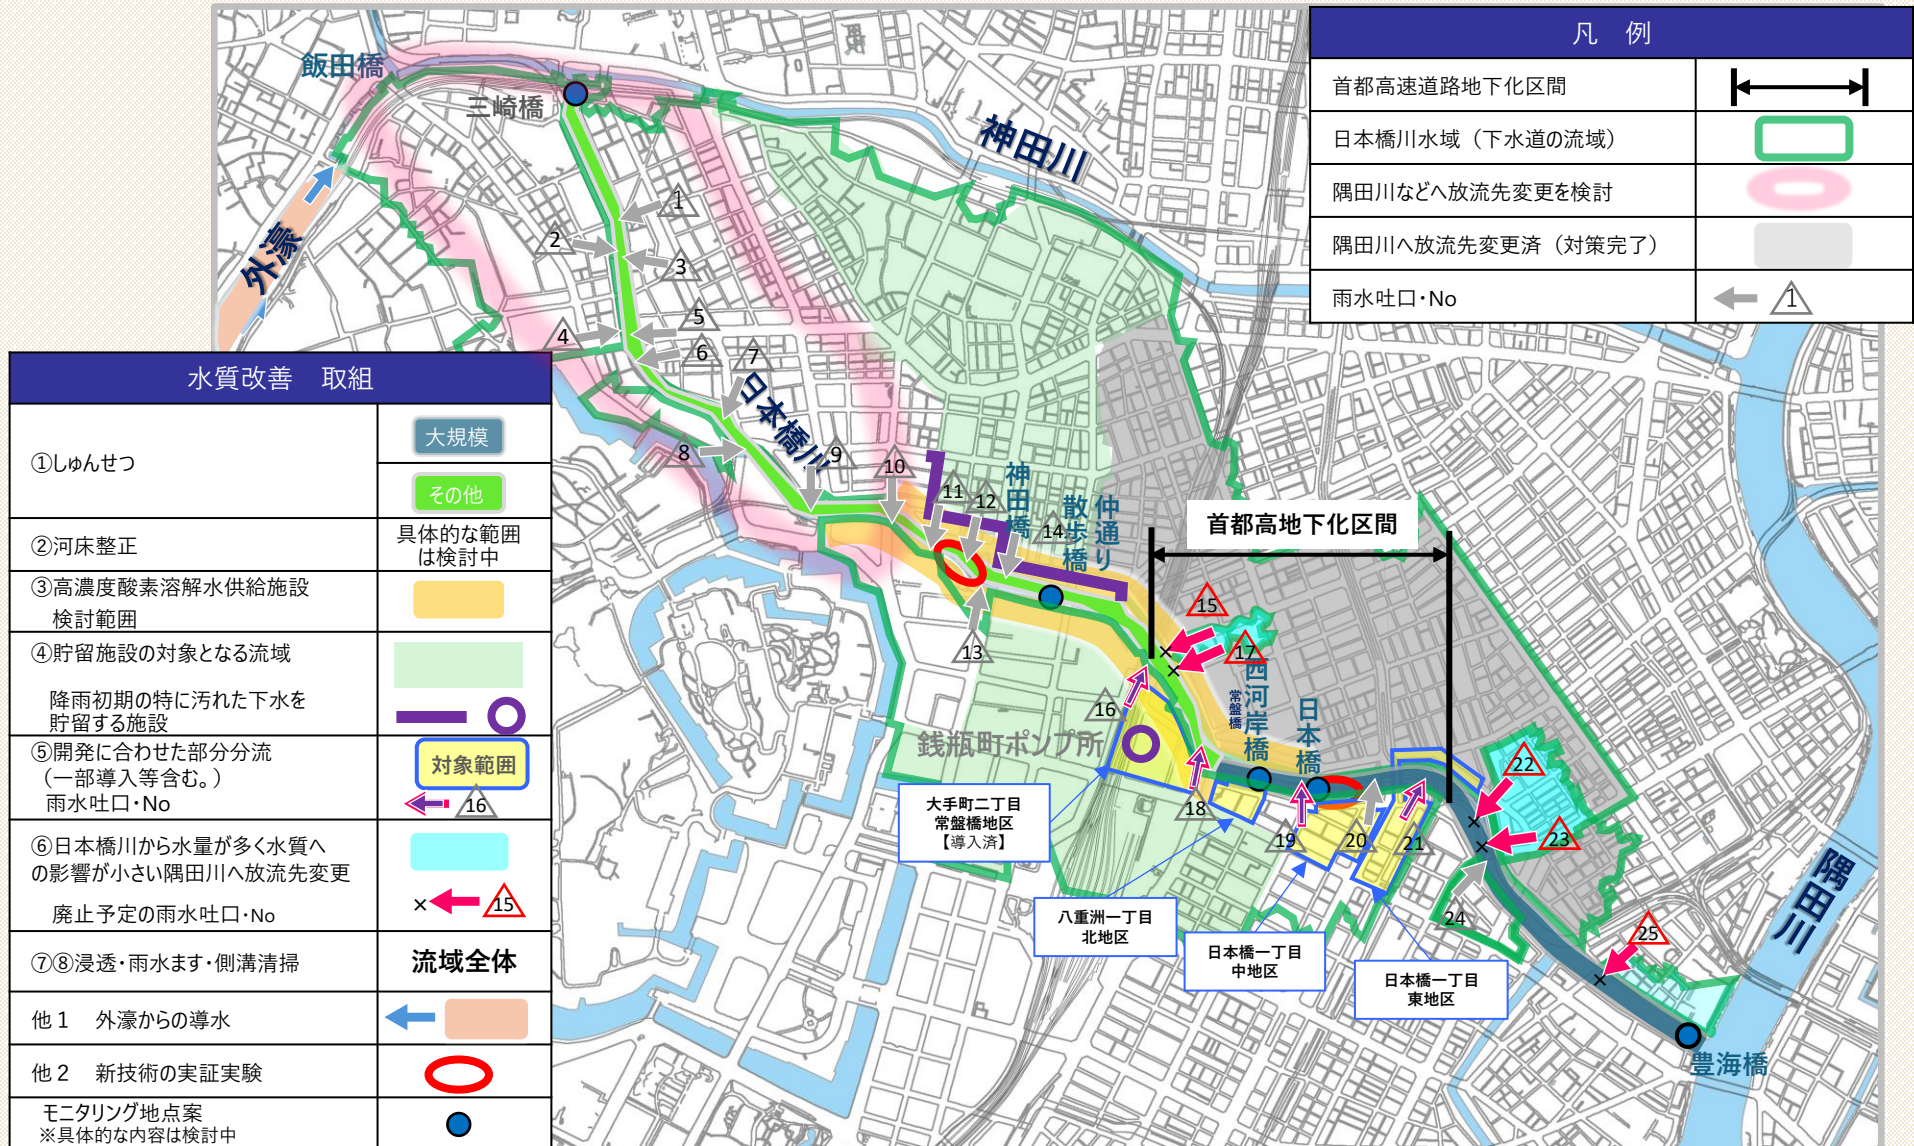 凡 例
首都高速道路地下化区間
日本橋川水域（下水道の流域）
隅田川などへ放流先変更を検討
隅田川へ放流先変更済（対策完了）
雨水吐口・No
1
水質改善 取組
①しゅんせつ
大規模
その他
②河床整正
具体的な範囲
は検討中
③高濃度酸素溶解水供給施設
検討範囲
④貯留施設の対象となる流域
降雨初期の特に汚れた下水を
貯留する施設
⑤開発に合わせた部分分流
（一部導入等含む。）
雨水吐口・No
対象範囲
16
⑥日本橋川から水量が多く水質へ
の影響が小さい隅田川へ放流先変更
廃止予定の雨水吐口・No
×
15
⑦⑧浸透・雨水ます・側溝清掃
流域全体
他１ 外濠からの導水
他２ 新技術の実証実験
モニタリング地点案
※具体的な内容は検討中
飯田橋
三崎橋
神田川
外濠
1
2
3
4
5
6
7
日本橋川
8
9
10
11
12
神田橋
14
仲通り
散歩橋
首都高地下化区間
13
15
×
17
×
16
西河岸橋
常盤橋
日本橋
銭瓶町ポンプ所
18
19
20
21
22
×
23
×
24
25
×
大手町二丁目
常盤橋地区
【導入済】
八重洲一丁目
北地区
日本橋一丁目
中地区
日本橋一丁目
東地区
隅田川
豊海橋